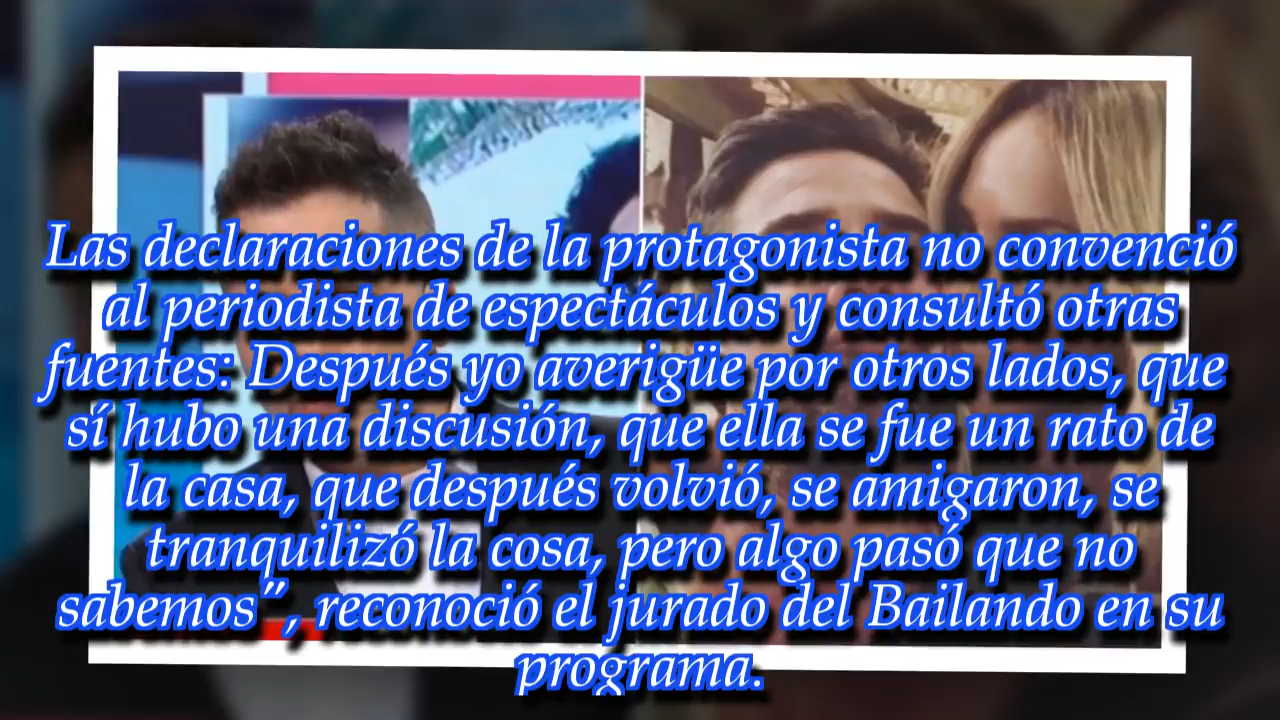 Las declaraciones de la protagonista no convenció
al periodista de espectáculos y consultó otras
fuentes: Después yo averigüe por otros lados, que
sí hubo una discusión, que ella se fue un rato de
la casa, que después volvió, se amigaron, se
tranquilizó la cosa, pero algo pasó que no
sabemos”, reconoció el jurado del Bailando en su
programa.